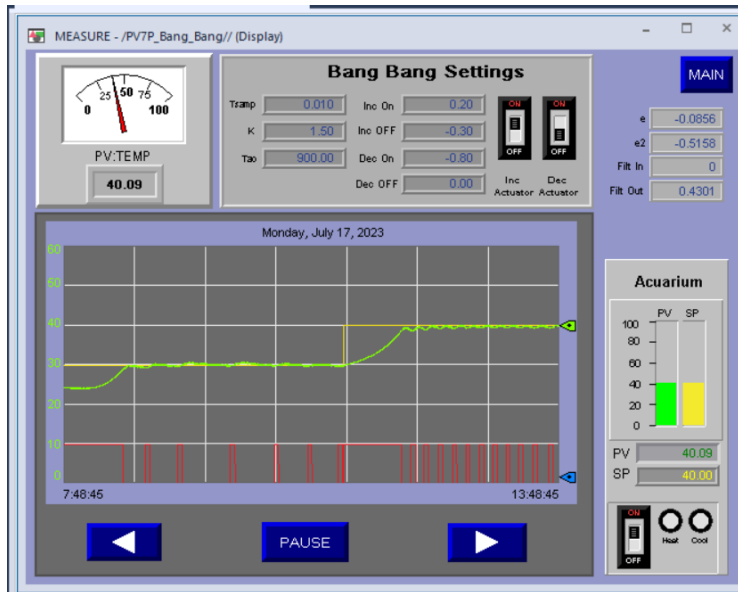 MEASURE - /PV7P_Bang_Bang// (Display)
0 25 50 75 100
PV:TEMP
40.09
Bang Bang Settings
Tsamp 0.010 Inc On 0.20
K 1.50 Inc OFF -0.30
Tao 900.00 Dec On -0.80
Dec OFF 0.00
ON ON
OFF OFF
Inc Actuator
Dec Actuator
MAIN
e -0.0856
e2 -0.5158
Filt In 0
Filt Out 0.4301
Monday, July 17, 2023
60
50
40
30
20
10
0
7:48:45 13:48:45
PAUSE
Acuarium
PV SP
100
80
60
40
20
0
PV 40.09
SP 40.00
ON
OFF
Heat Cool